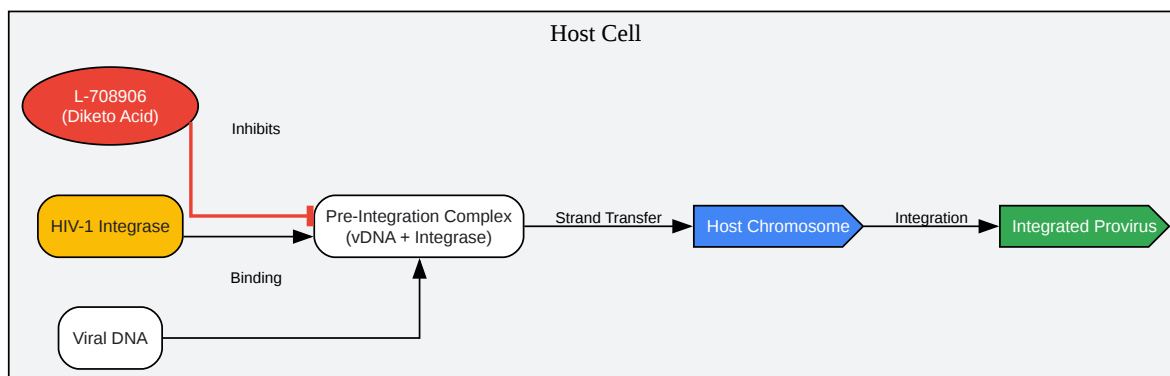 Host Cell
L-708906
(Diketo Acid)
Inhibits
HIV-1 Integrase
Pre-Integration Complex
(vDNA + Integrase)
Strand Transfer
Host Chromosome
Integration
Integrated Provirus
Binding
Viral DNA